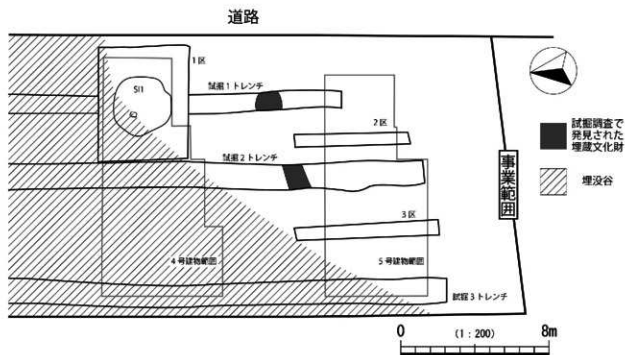 道路
1区
SI1
試掘1トレンチ
2区
試掘2トレンチ
3区
4号建物範囲
5号建物範囲
試掘3トレンチ
事業範囲
試掘調査で
発見された
埋蔵文化財
埋没谷
0 (1:200) 8m